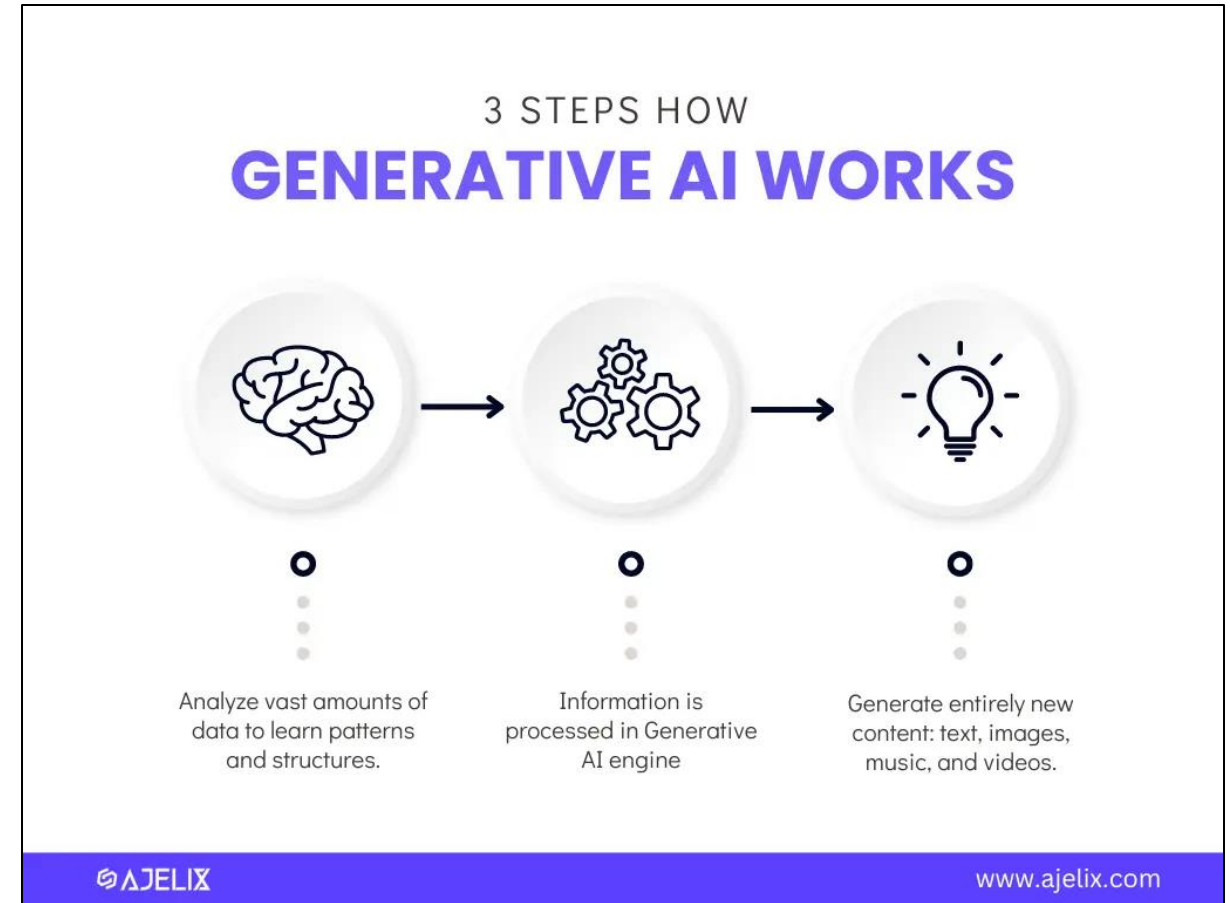 3 STEPS HOW
GENERATIVE AI WORKS
Analyze vast amounts of
data to learn patterns
and structures.
Information is
processed in Generative
AI engine
Generate entirely new
content: text, images,
music, and videos.
AJELIX
www.ajelix.com